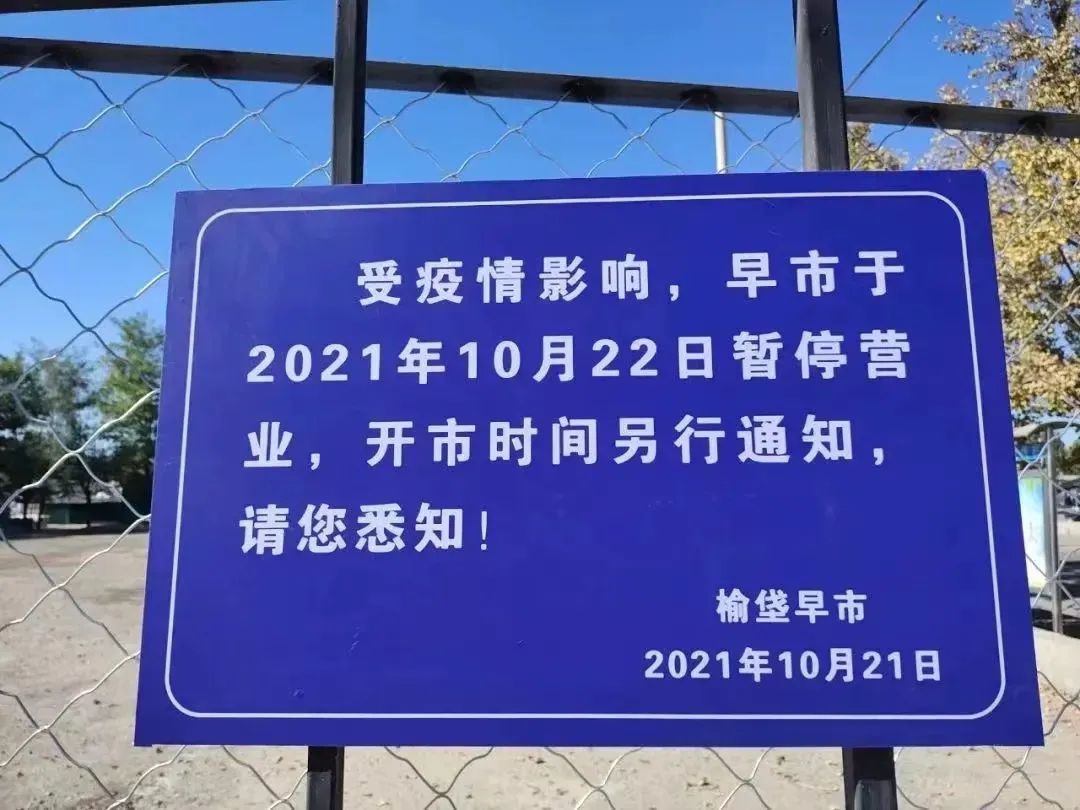 受疫情影响，早市于
2021年10月22日暂停营
业，开市时间另行通知，
请您悉知！
榆垡早市
2021年10月21日